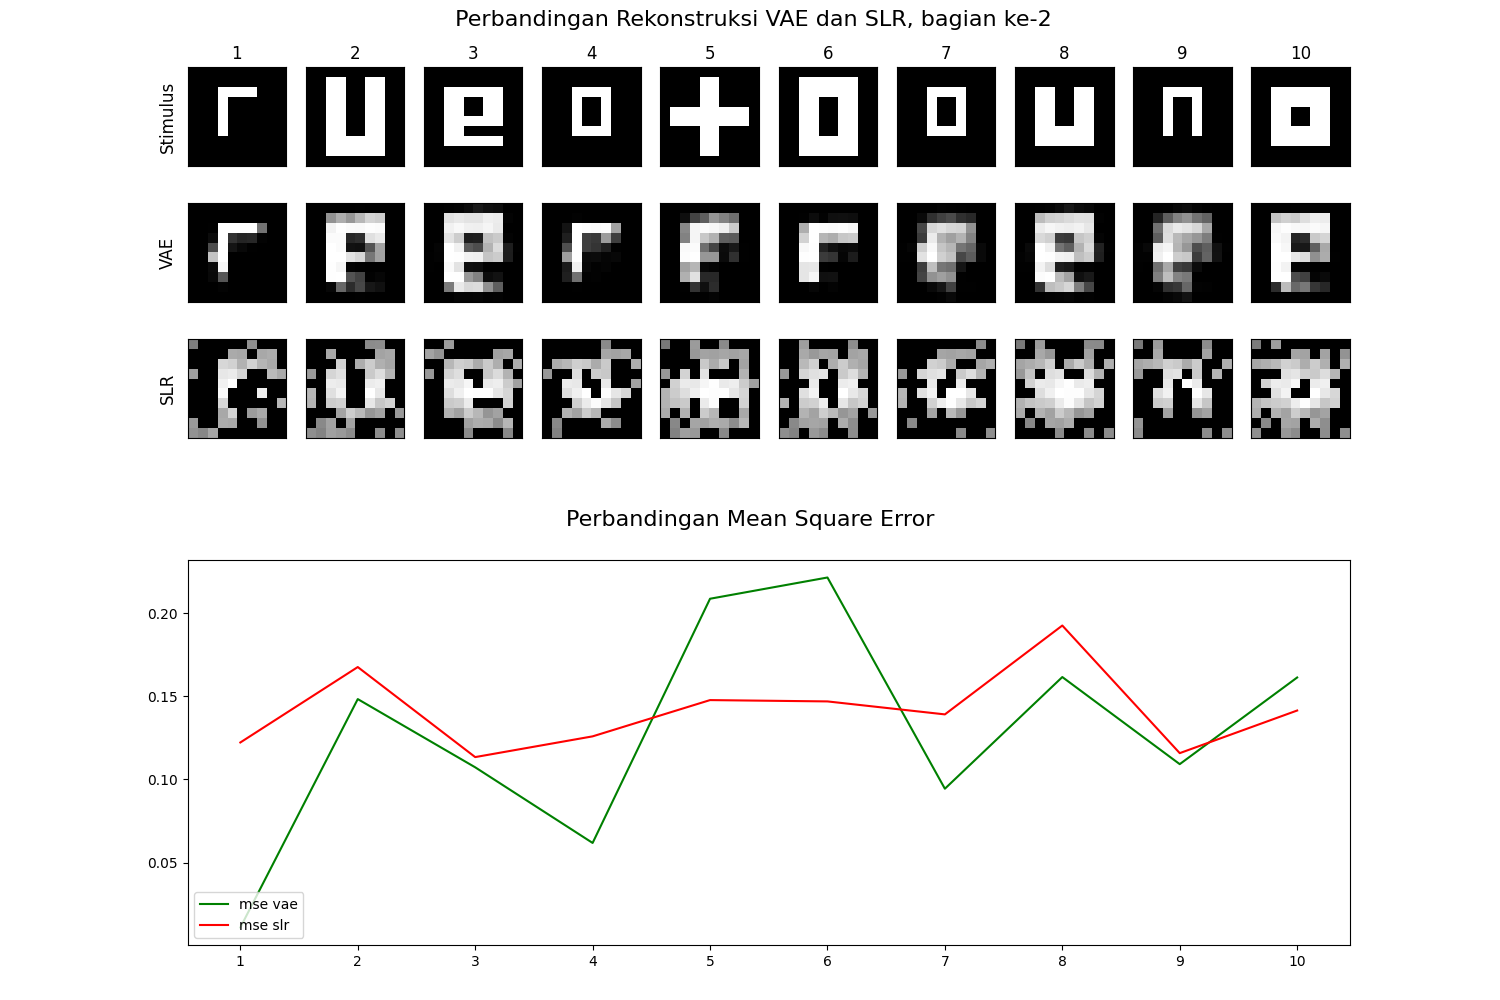 Perbandingan Rekonstruksi VAE dan SLR, bagian ke-2
1 2 3 4 5 6 7 8 9 10
Stimulus
VAE
SLR
Perbandingan Mean Square Error
0.20
0.15
0.10
0.05
mse vae
mse slr
1 2 3 4 5 6 7 8 9 10